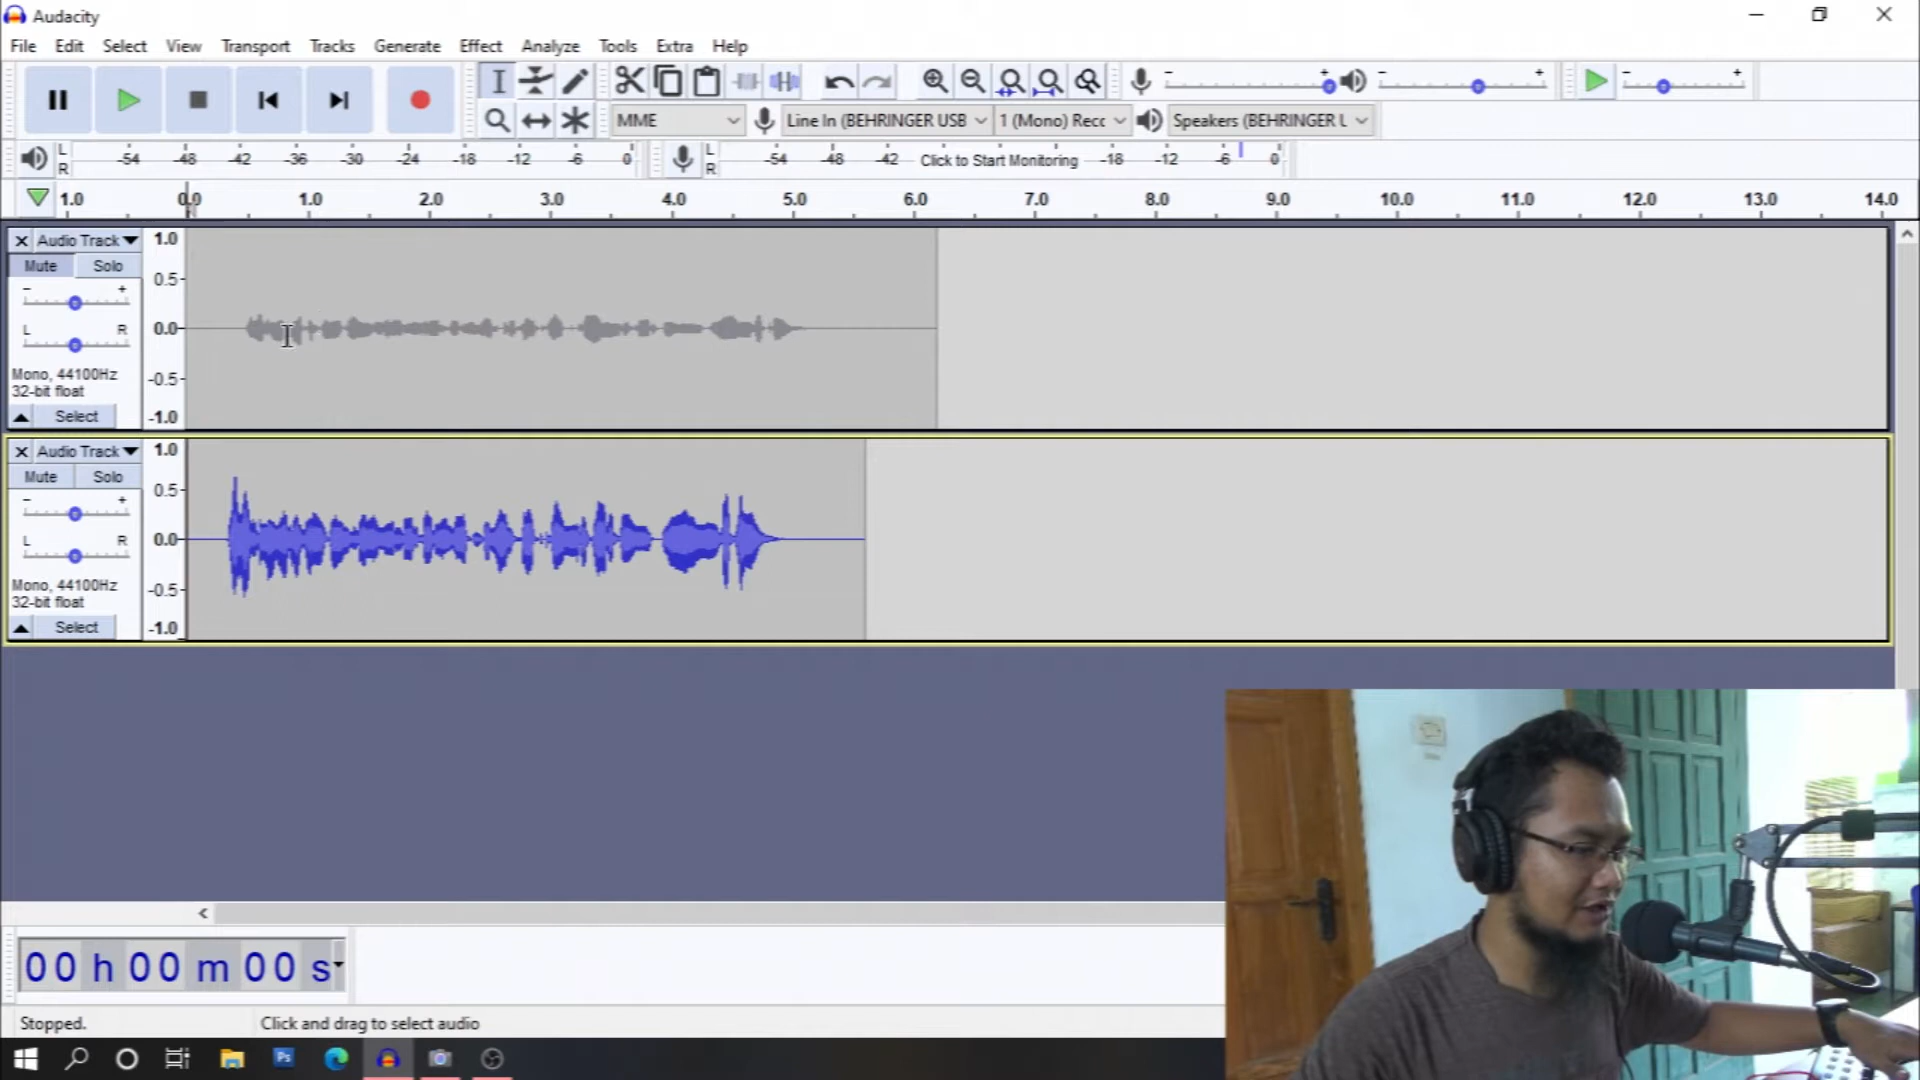 Audacity
File Edit Select View Transport Tracks Generate Effect Analyze Tools Extra Help
MME Line In (BEHRINGER USB 1 (Mono) Recc Speakers (BEHRINGER L
L R -54 -48 -42 -36 -30 -24 -18 -12 -6 0 L R -54 -48 -42 Click to Start Monitoring -18 -12 -6 0
1.0 0.0 1.0 2.0 3.0 4.0 5.0 6.0 7.0 8.0 9.0 10.0 11.0 12.0 13.0 14.0
Audio Track 1.0
Mute Solo
0.5
L R 0.0
Mono, 44100Hz -0.5
32-bit float
Select -1.0
Audio Track 1.0
Mute Solo
0.5
L R 0.0
Mono, 44100Hz -0.5
32-bit float
Select -1.0
00 h 00 m 00 s
Stopped. Click and drag to select audio
Ps